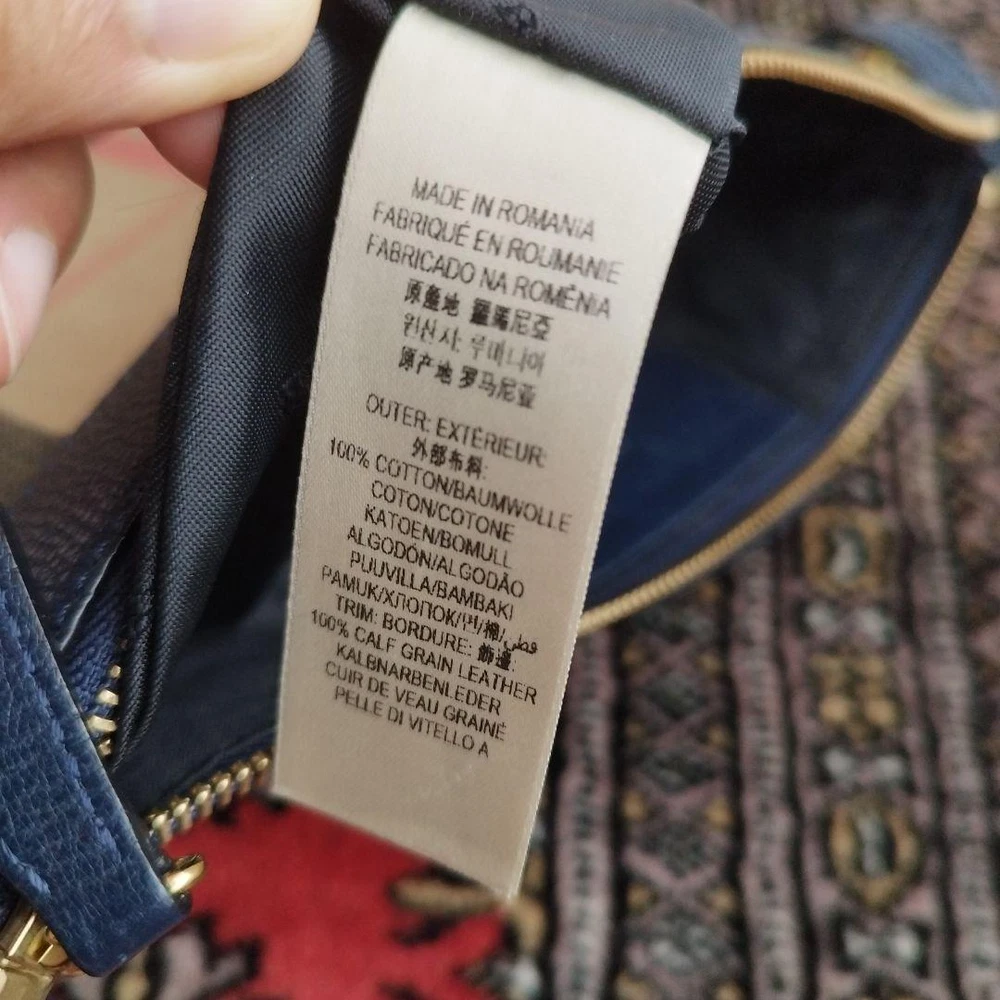 MADE IN ROMANIA
FABRIQUÉ EN ROUMANIE
FABRICADO NA ROMÉNIA
原產地 羅馬尼亞
원산지 루마니아
原产地 罗马尼亚
OUTER: EXTÉRIEUR:
外部布料:
100% COTTON/BAUMWOLLE
COTON/COTONE
KATOEN/BOMULL
ALGODÓN/ALGODÃO
PUUVILLA/BAMBAKI
PAMUK/ХЛОПОК/면/棉/قطن
TRIM: BORDURE: 飾邊:
100% CALF GRAIN LEATHER
KALBNARBENLEDER
CUIR DE VEAU GRAINÉ
PELLE DI VITELLO A